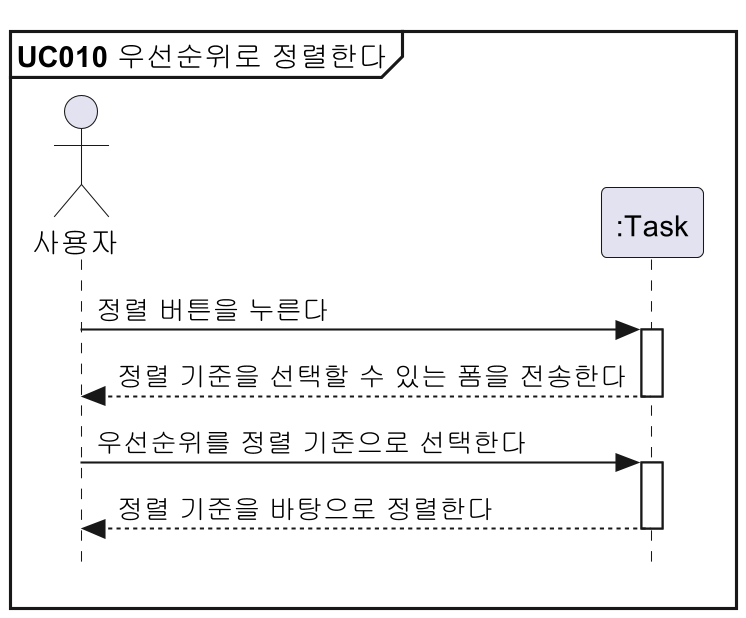 UC010 우선순위로 정렬한다
사용자
:Task
정렬 버튼을 누른다
정렬 기준을 선택할 수 있는 폼을 전송한다
우선순위를 정렬 기준으로 선택한다
정렬 기준을 바탕으로 정렬한다